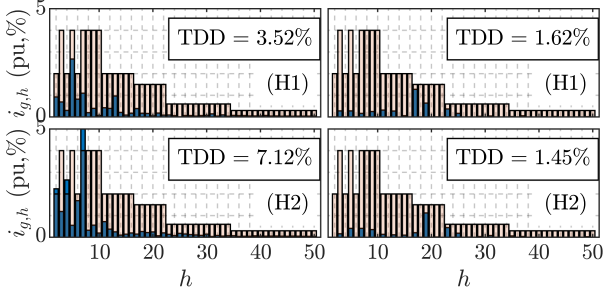 5
i_{g,h} (pu,%)
0
TDD = 3.52%
(H1)
TDD = 1.62%
(H1)
5
i_{g,h} (pu,%)
0
TDD = 7.12%
(H2)
TDD = 1.45%
(H2)
10 20 30 40 50
10 20 30 40 50
h
h